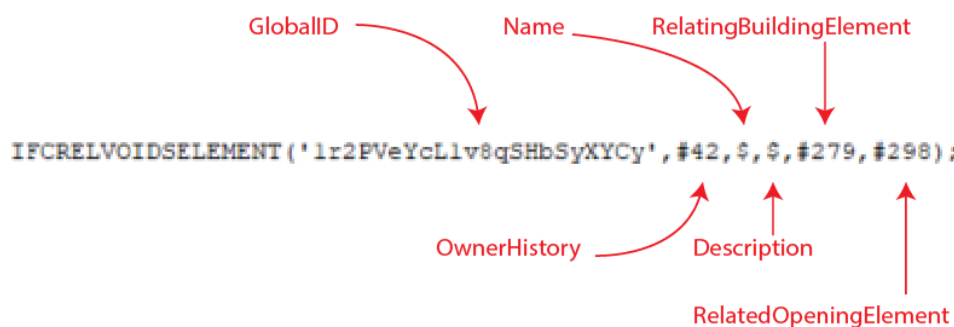 GlobalID Name RelatingBuildingElement
IFCRELVOIDSELEMENT('1r2PVeYcL1v8qSHbSyXYCy',#42,$,$,#279,#298);
OwnerHistory Description
RelatedOpeningElement